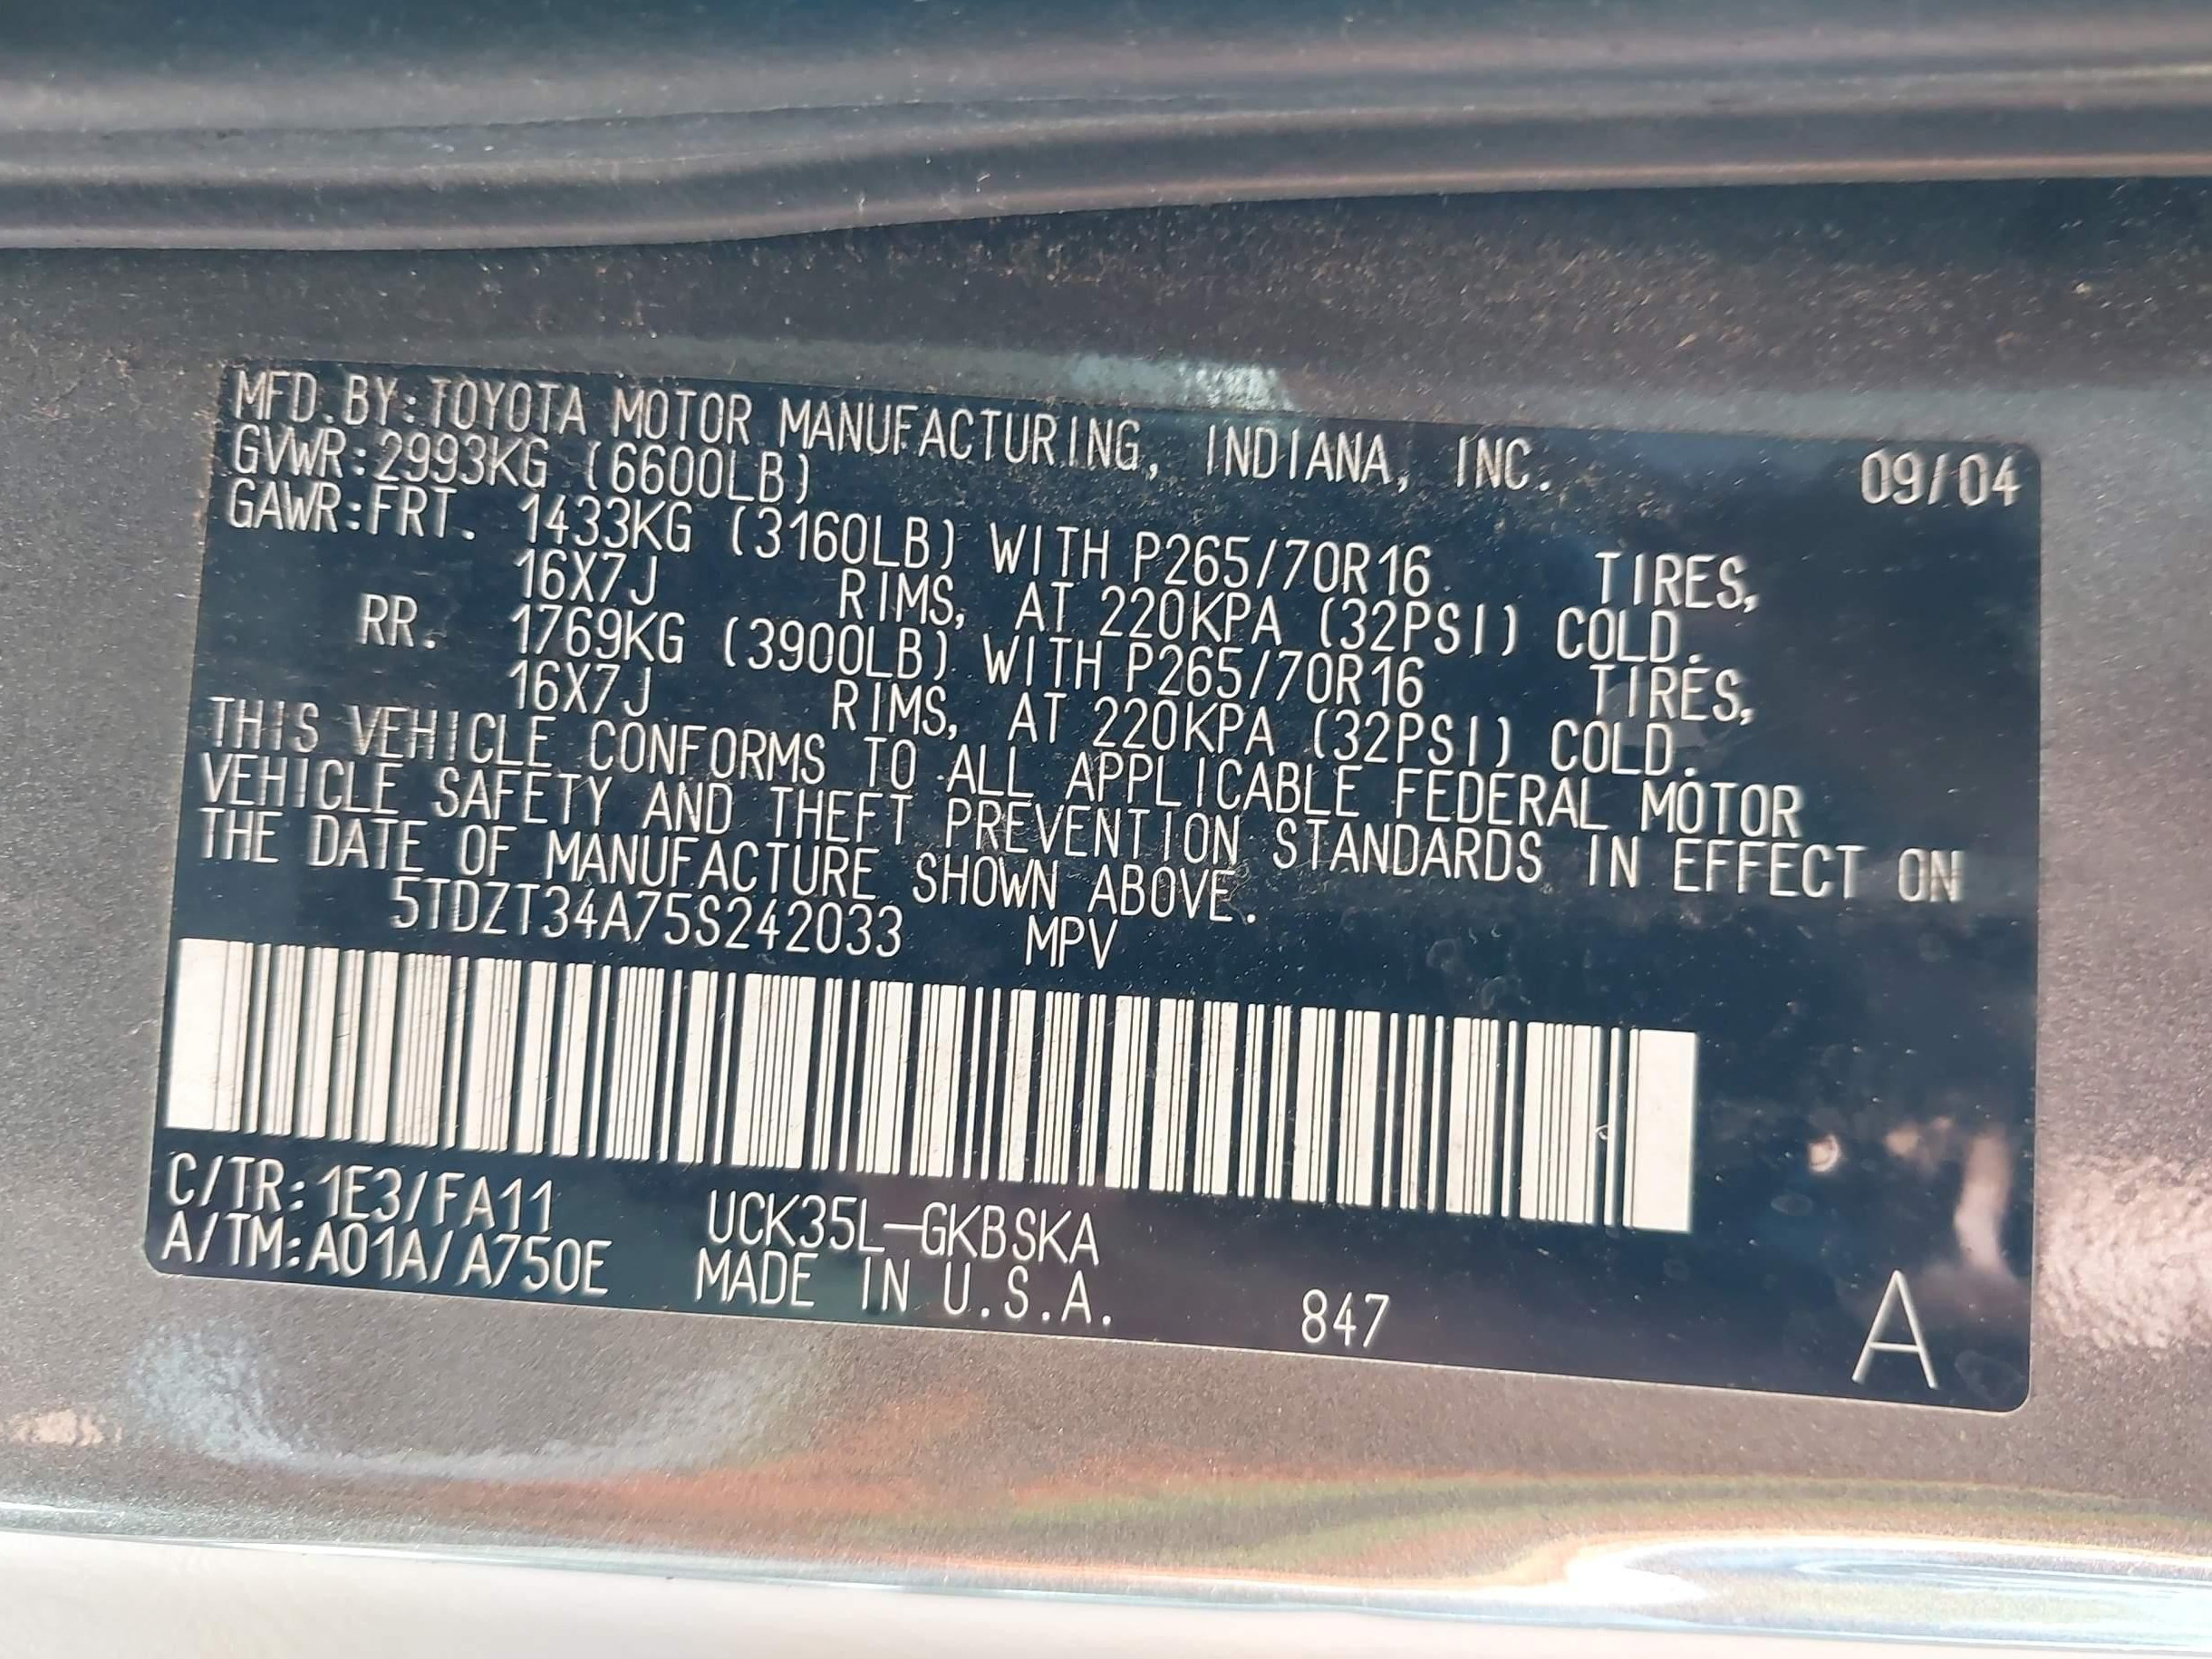 MFD.BY:TOYOTA MOTOR MANUFACTURING, INDIANA, INC. 09/04
GVWR:2993KG (6600LB)
GAWR:FRT. 1433KG (3160LB) WITH P265/70R16 TIRES,
16X7J RIMS, AT 220KPA (32PSI) COLD.
RR. 1769KG (3900LB) WITH P265/70R16 TIRES,
16X7J RIMS, AT 220KPA (32PSI) COLD.
THIS VEHICLE CONFORMS TO ALL APPLICABLE FEDERAL MOTOR
VEHICLE SAFETY AND THEFT PREVENTION STANDARDS IN EFFECT ON
THE DATE OF MANUFACTURE SHOWN ABOVE.
5TDZT34A75S242033 MPV
C/TR:1E3/FA11 UCK35L-GKBSKA
A/TM:A01A/A750E MADE IN U.S.A. 847 A